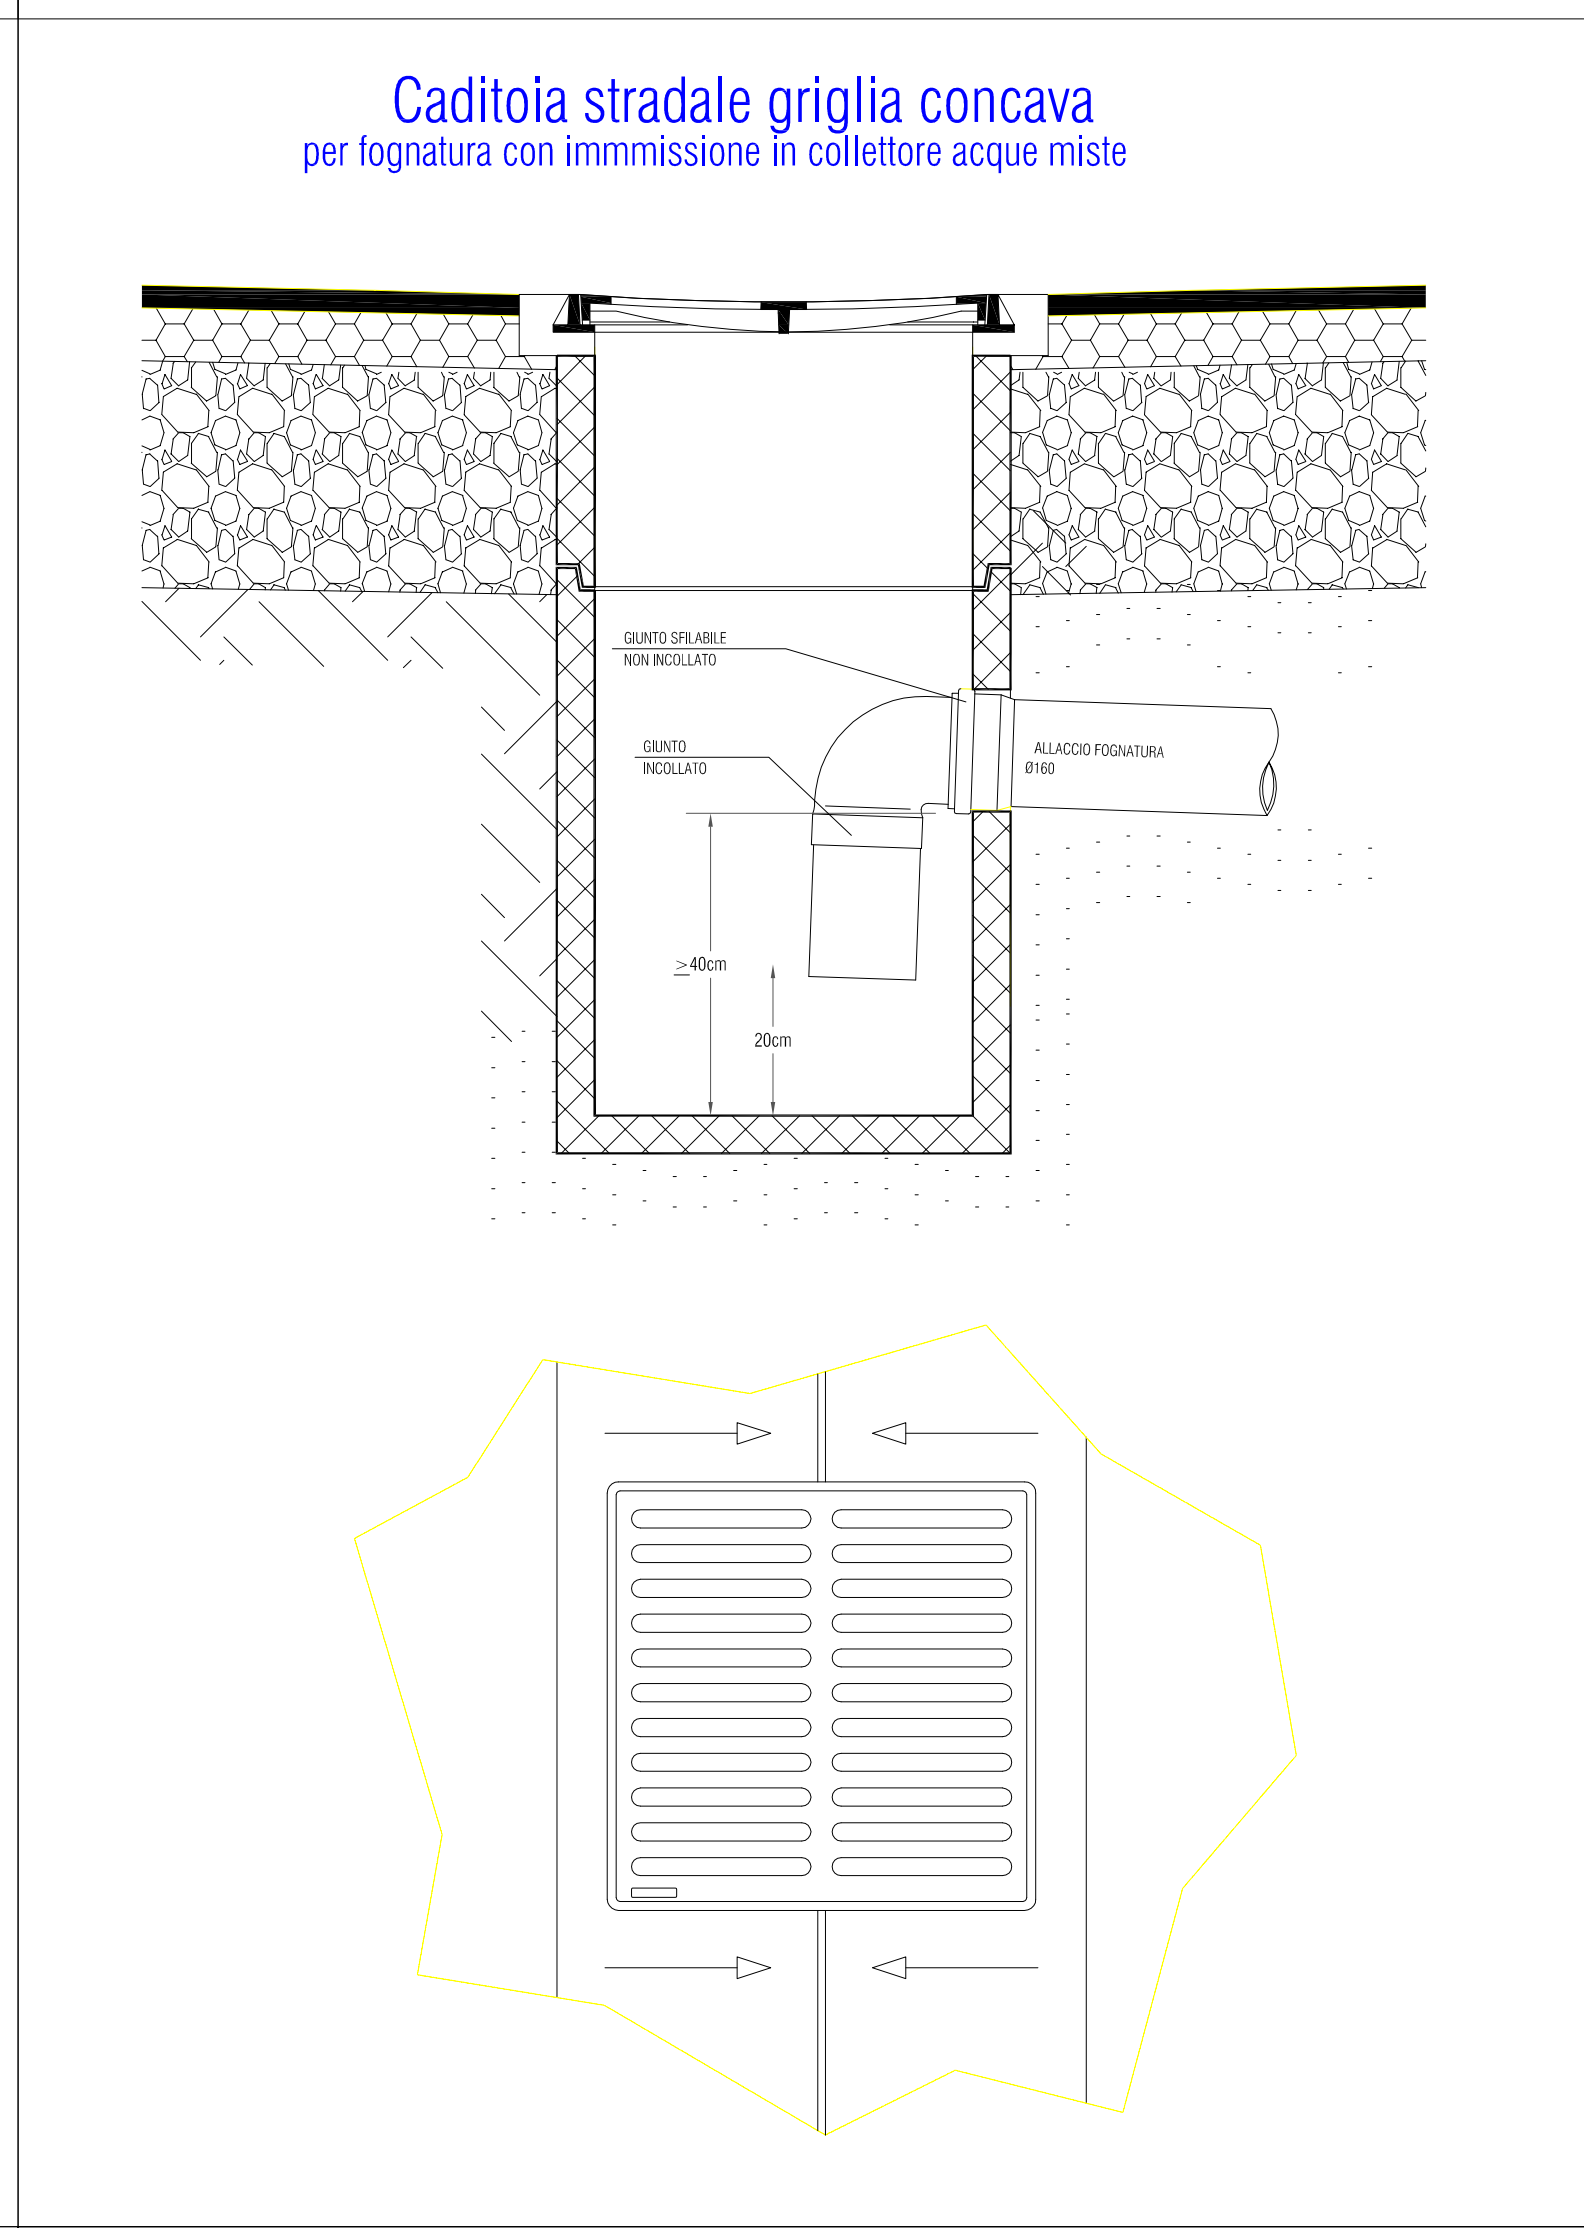 Caditoia stradale griglia concava
per fognatura con immmissione in collettore acque miste
GIUNTO SFILABILE
NON INCOLLATO
GIUNTO
INCOLLATO
ALLACCIO FOGNATURA
Ø160
≥40cm
20cm